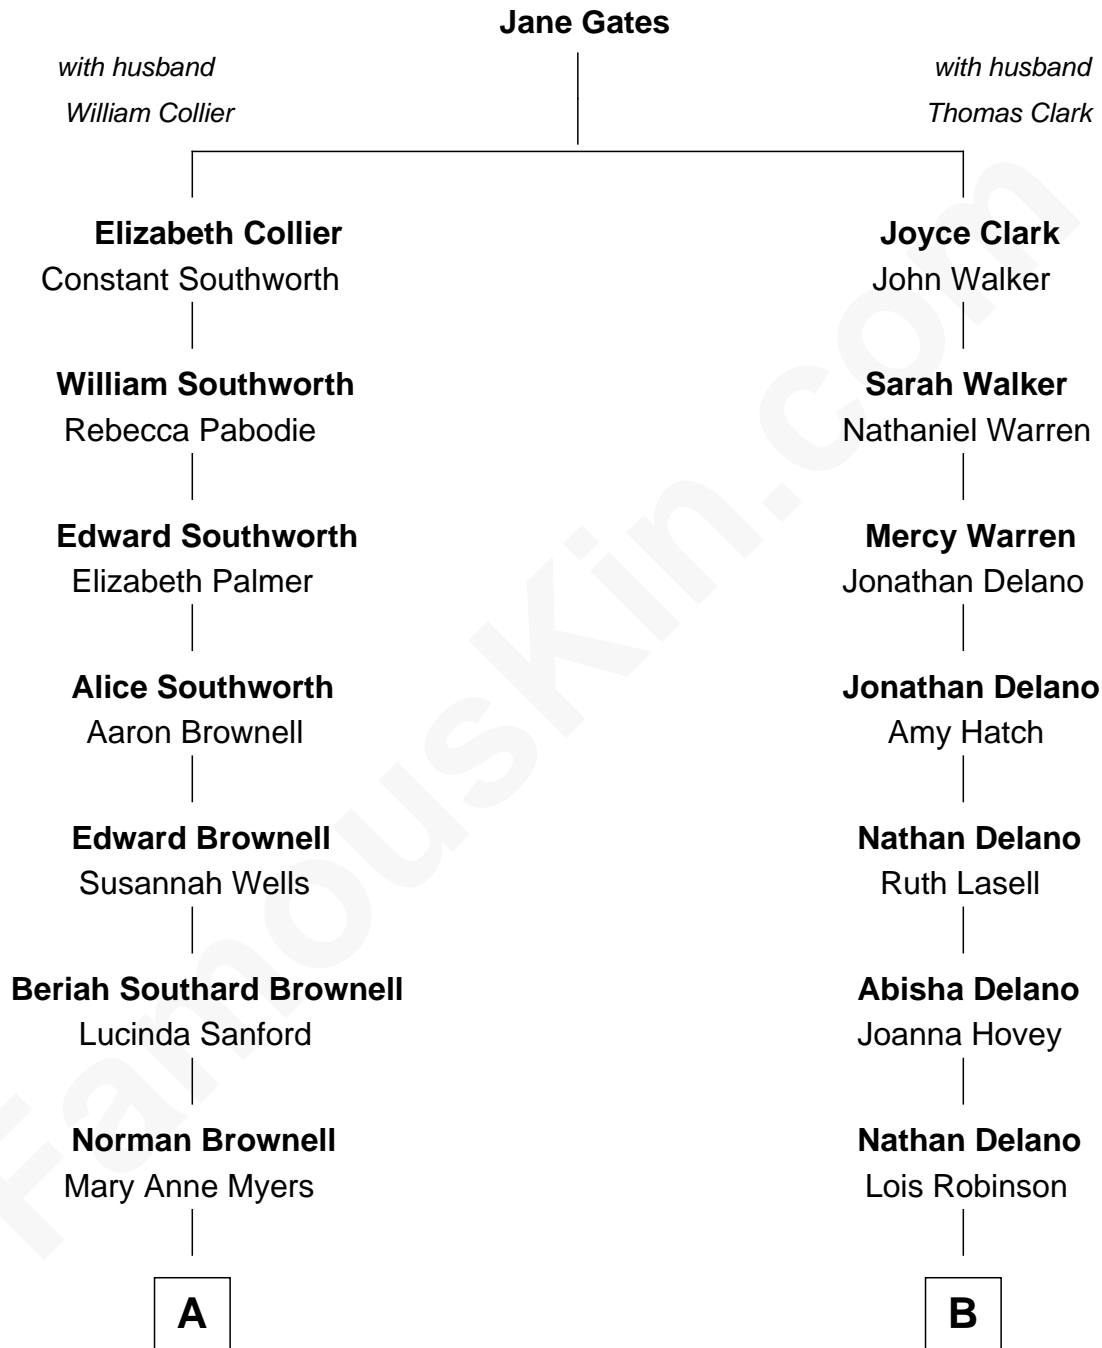 Jane Gates
with husband
William Collier
with husband
Thomas Clark
Elizabeth Collier
Constant Southworth
Joyce Clark
John Walker
William Southworth
Rebecca Pabodie
Sarah Walker
Nathaniel Warren
Edward Southworth
Elizabeth Palmer
Mercy Warren
Jonathan Delano
Alice Southworth
Aaron Brownell
Jonathan Delano
Amy Hatch
Edward Brownell
Susannah Wells
Nathan Delano
Ruth Lasell
Beriah Southard Brownell
Lucinda Sanford
Abisha Delano
Joanna Hovey
Norman Brownell
Mary Anne Myers
Nathan Delano
Lois Robinson
A
B
FamousKin.com